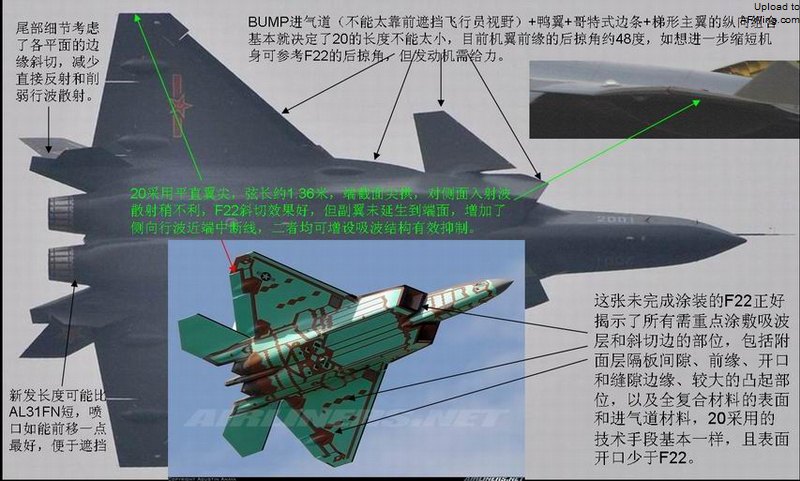 Upload to
AFWing.com
BUMP进气道（不能太靠前遮挡飞行员视野）+鸭翼+哥特式边条+梯形主翼的纵向组合
基本就决定了20的长度不能太小，目前机翼前缘的后掠角约48度，如想进一步缩短机
身可参考F22的后掠角，但发动机需给力。
尾部细节考虑
了各平面的边
缘斜切，减少
直接反射和削
弱行波散射。
20采用平直翼尖，弦长约1.36米，端截面尖拱，对侧面入射波
散射稍不利，F22斜切效果好，但副翼未延生到端面，增加了
侧向行波近端中断线，二者均可增设吸波结构有效抑制。
2001
这张未完成涂装的F22正好
揭示了所有需重点涂敷吸波
层和斜切边的部位，包括附
面层隔板间隙、前缘、开口
和缝隙边缘、较大的凸起部
位，以及全复合材料的表面
和进气道材料，20采用的
技术手段基本一样，且表面
开口少于F22。
新发长度可能比
AL31FN短，喷
口如能前移一点
最好，便于遮挡
AIRLINERS.NET
AIRLINERS.NET